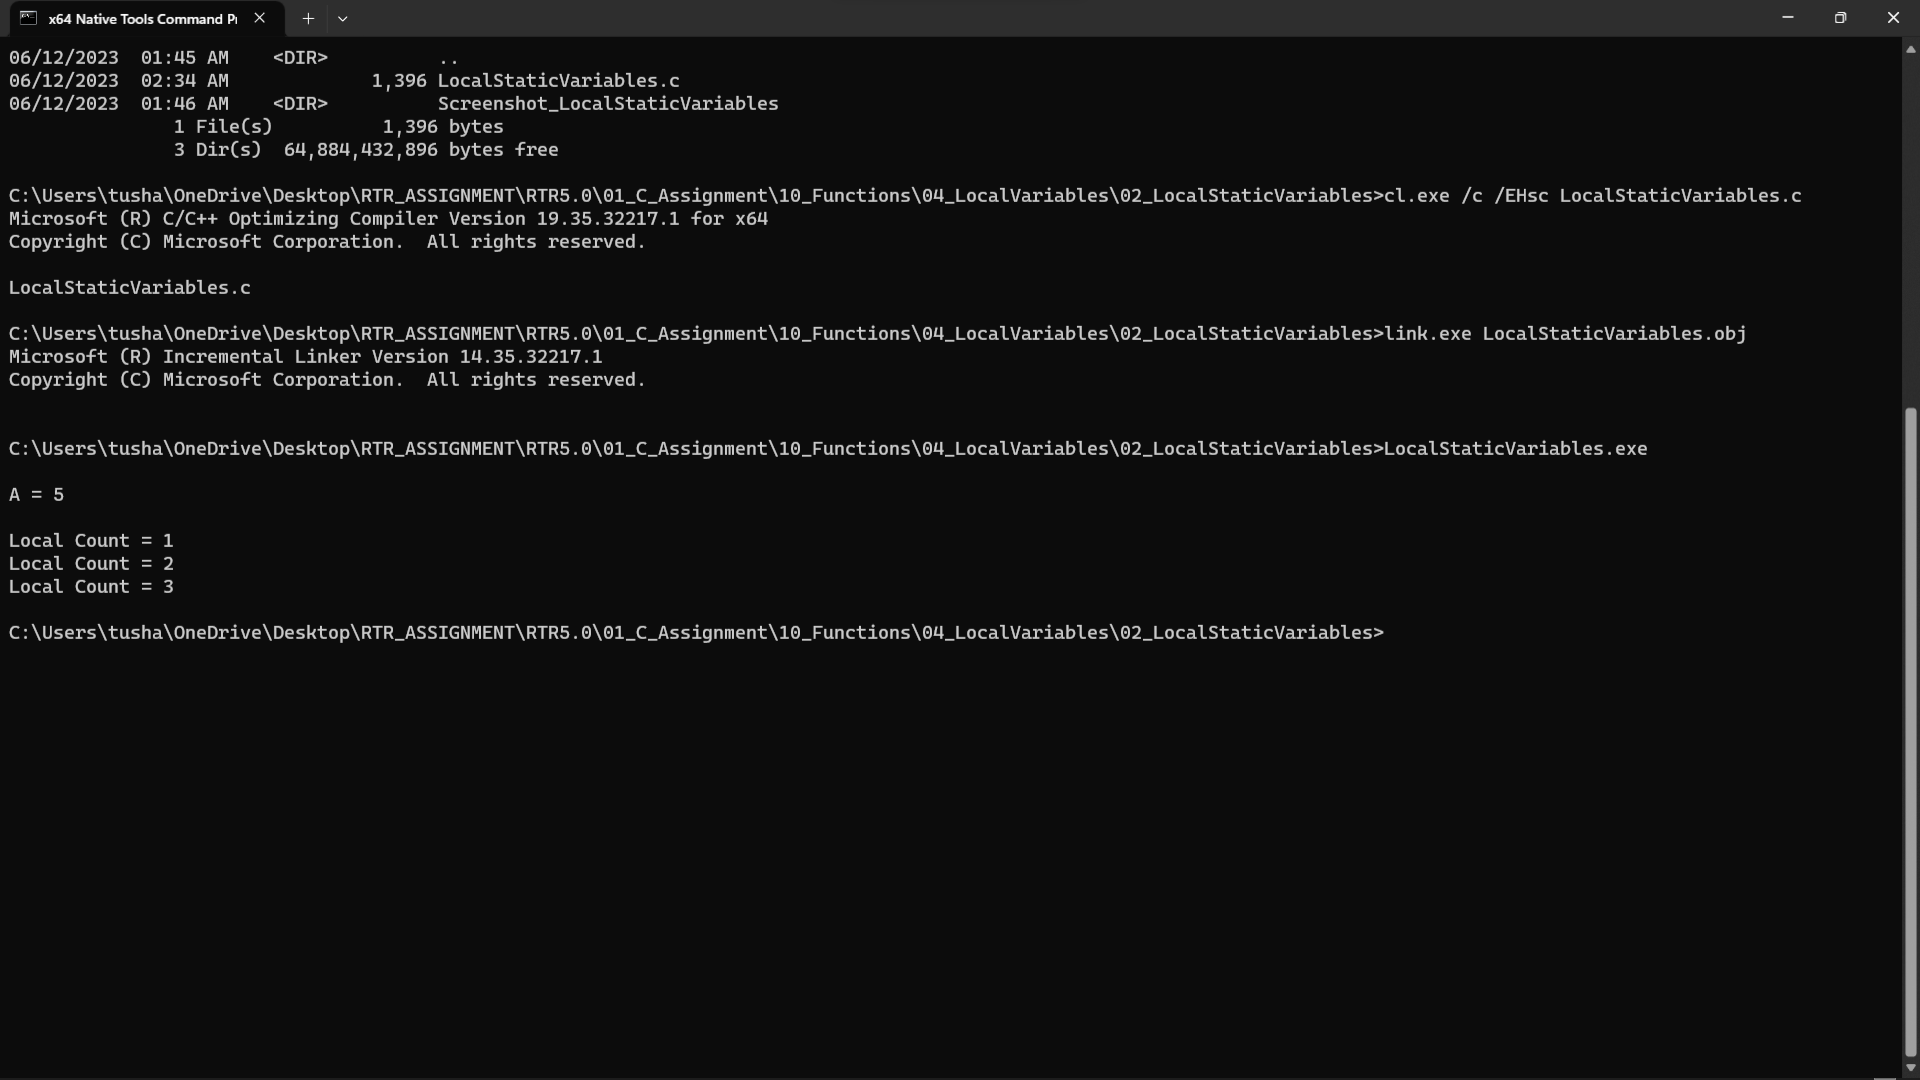 x64 Native Tools Command P
06/12/2023  01:45 AM    <DIR>          ..
06/12/2023  02:34 AM             1,396 LocalStaticVariables.c
06/12/2023  01:46 AM    <DIR>          Screenshot_LocalStaticVariables
               1 File(s)          1,396 bytes
               3 Dir(s)  64,884,432,896 bytes free
C:\Users\tusha\OneDrive\Desktop\RTR_ASSIGNMENT\RTR5.0\01_C_Assignment\10_Functions\04_LocalVariables\02_LocalStaticVariables>cl.exe /c /EHsc LocalStaticVariables.c
Microsoft (R) C/C++ Optimizing Compiler Version 19.35.32217.1 for x64
Copyright (C) Microsoft Corporation.  All rights reserved.
LocalStaticVariables.c
C:\Users\tusha\OneDrive\Desktop\RTR_ASSIGNMENT\RTR5.0\01_C_Assignment\10_Functions\04_LocalVariables\02_LocalStaticVariables>link.exe LocalStaticVariables.obj
Microsoft (R) Incremental Linker Version 14.35.32217.1
Copyright (C) Microsoft Corporation.  All rights reserved.
C:\Users\tusha\OneDrive\Desktop\RTR_ASSIGNMENT\RTR5.0\01_C_Assignment\10_Functions\04_LocalVariables\02_LocalStaticVariables>LocalStaticVariables.exe
A = 5
Local Count = 1
Local Count = 2
Local Count = 3
C:\Users\tusha\OneDrive\Desktop\RTR_ASSIGNMENT\RTR5.0\01_C_Assignment\10_Functions\04_LocalVariables\02_LocalStaticVariables>